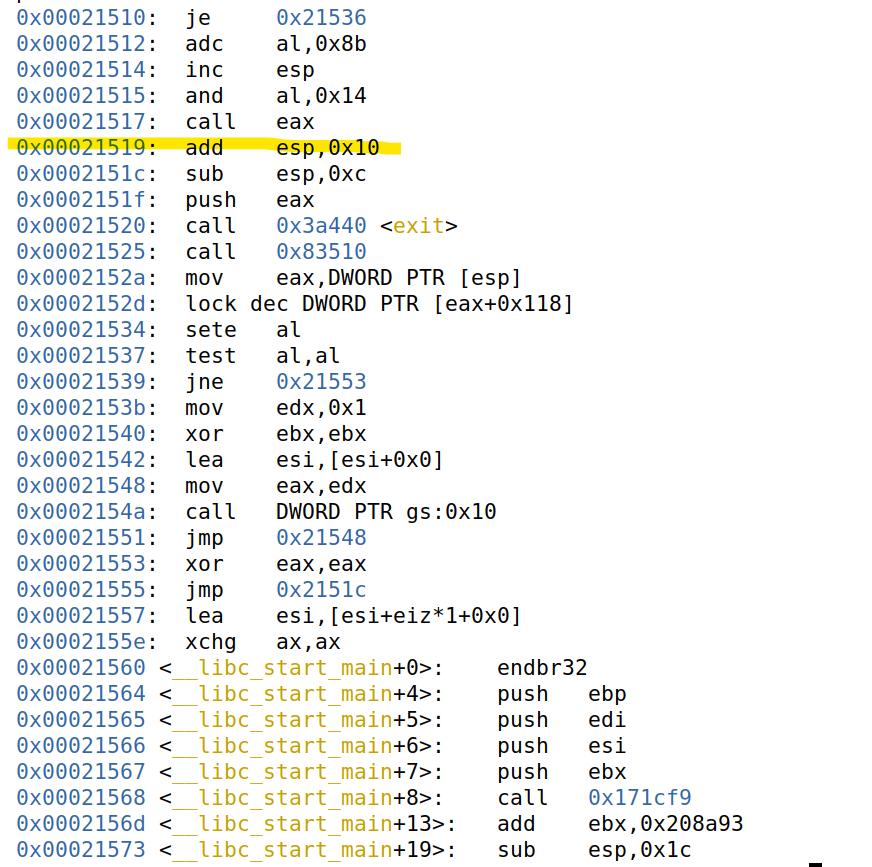 0x00021510: je 0x21536
0x00021512: adc al,0x8b
0x00021514: inc esp
0x00021515: and al,0x14
0x00021517: call eax
0x00021519: add esp,0x10
0x0002151c: sub esp,0xc
0x0002151f: push eax
0x00021520: call 0x3a440 <exit>
0x00021525: call 0x83510
0x0002152a: mov eax,DWORD PTR [esp]
0x0002152d: lock dec DWORD PTR [eax+0x118]
0x00021534: sete al
0x00021537: test al,al
0x00021539: jne 0x21553
0x0002153b: mov edx,0x1
0x00021540: xor ebx,ebx
0x00021542: lea esi,[esi+0x0]
0x00021548: mov eax,edx
0x0002154a: call DWORD PTR gs:0x10
0x00021551: jmp 0x21548
0x00021553: xor eax,eax
0x00021555: jmp 0x2151c
0x00021557: lea esi,[esi+eiz*1+0x0]
0x0002155e: xchg ax,ax
0x00021560 <__libc_start_main+0>: endbr32
0x00021564 <__libc_start_main+4>: push ebp
0x00021565 <__libc_start_main+5>: push edi
0x00021566 <__libc_start_main+6>: push esi
0x00021567 <__libc_start_main+7>: push ebx
0x00021568 <__libc_start_main+8>: call 0x171cf9
0x0002156d <__libc_start_main+13>: add ebx,0x208a93
0x00021573 <__libc_start_main+19>: sub esp,0x1c